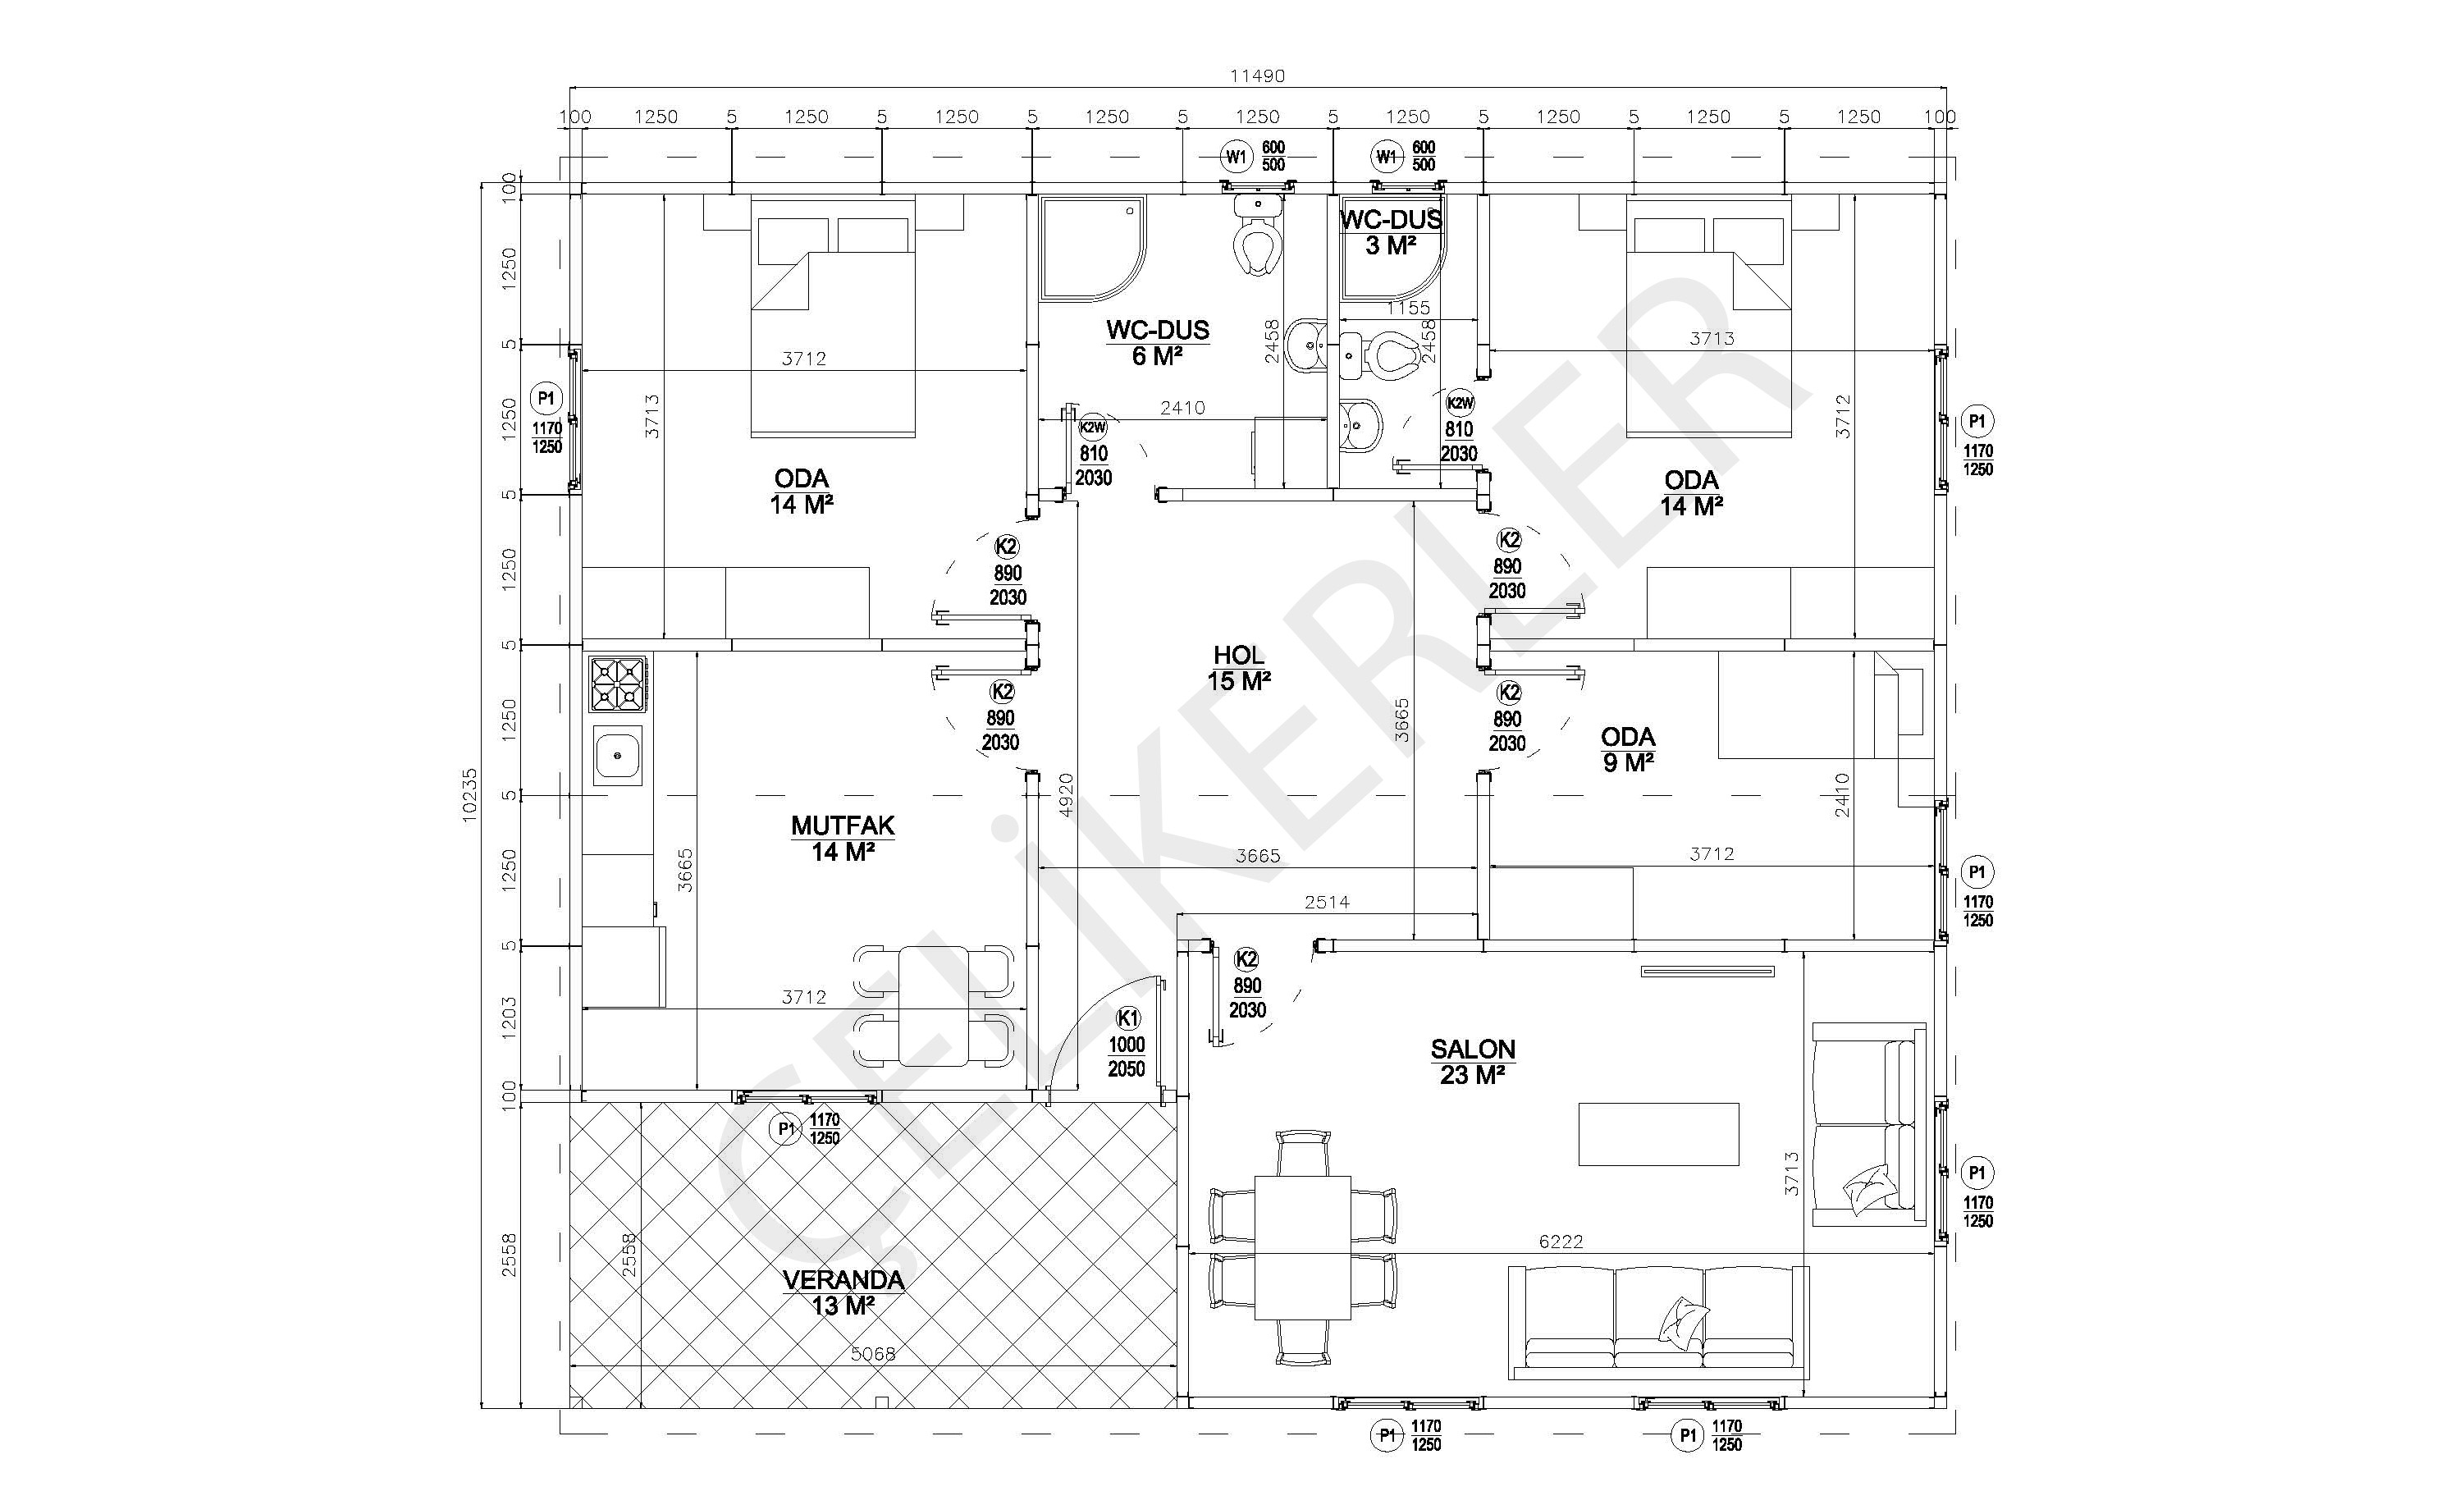 11490
100 1250 5 1250 5 1250 5 1250 5 1250 5 1250 5 1250 5 1250 5 1250 100
W1 600 W1 600
500 500
100
1250
5
1250
5
1250
5
1250
5
1250
5
1203
100
2558
10235
P1
1170
1250
3712
3713
ODA
14 M²
WC-DUS
6 M²
2458
2410
K2W
810
2030
WC-DUS
3 M²
1155
2458
K2W
810
2030
3713
3712
ODA
14 M²
P1
1170
1250
K2
890
2030
K2
890
2030
K2
890
2030
K2
890
2030
HOL
15 M²
4920
3665
3665
2514
ODA
9 M²
2410
3712
P1
1170
1250
MUTFAK
14 M²
3665
3712
K1
1000
2050
K2
890
2030
SALON
23 M²
3713
6222
P1
1170
1250
P1 1170
1250
VERANDA
13 M²
2558
5068
P1 1170
1250
P1 1170
1250
ÇELİKERLER